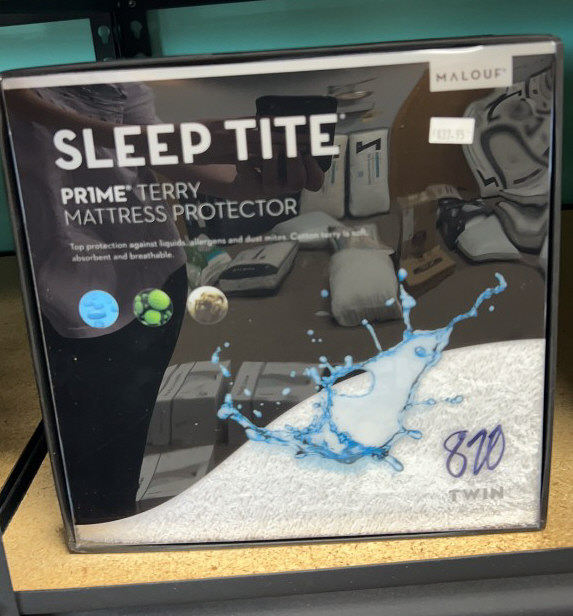 MALOUF
SLEEP TITE
PR1ME® TERRY
MATTRESS PROTECTOR
Top protection against liquids, allergens and dust mites. Cotton terry is soft,
absorbent and breathable.
820
TWIN